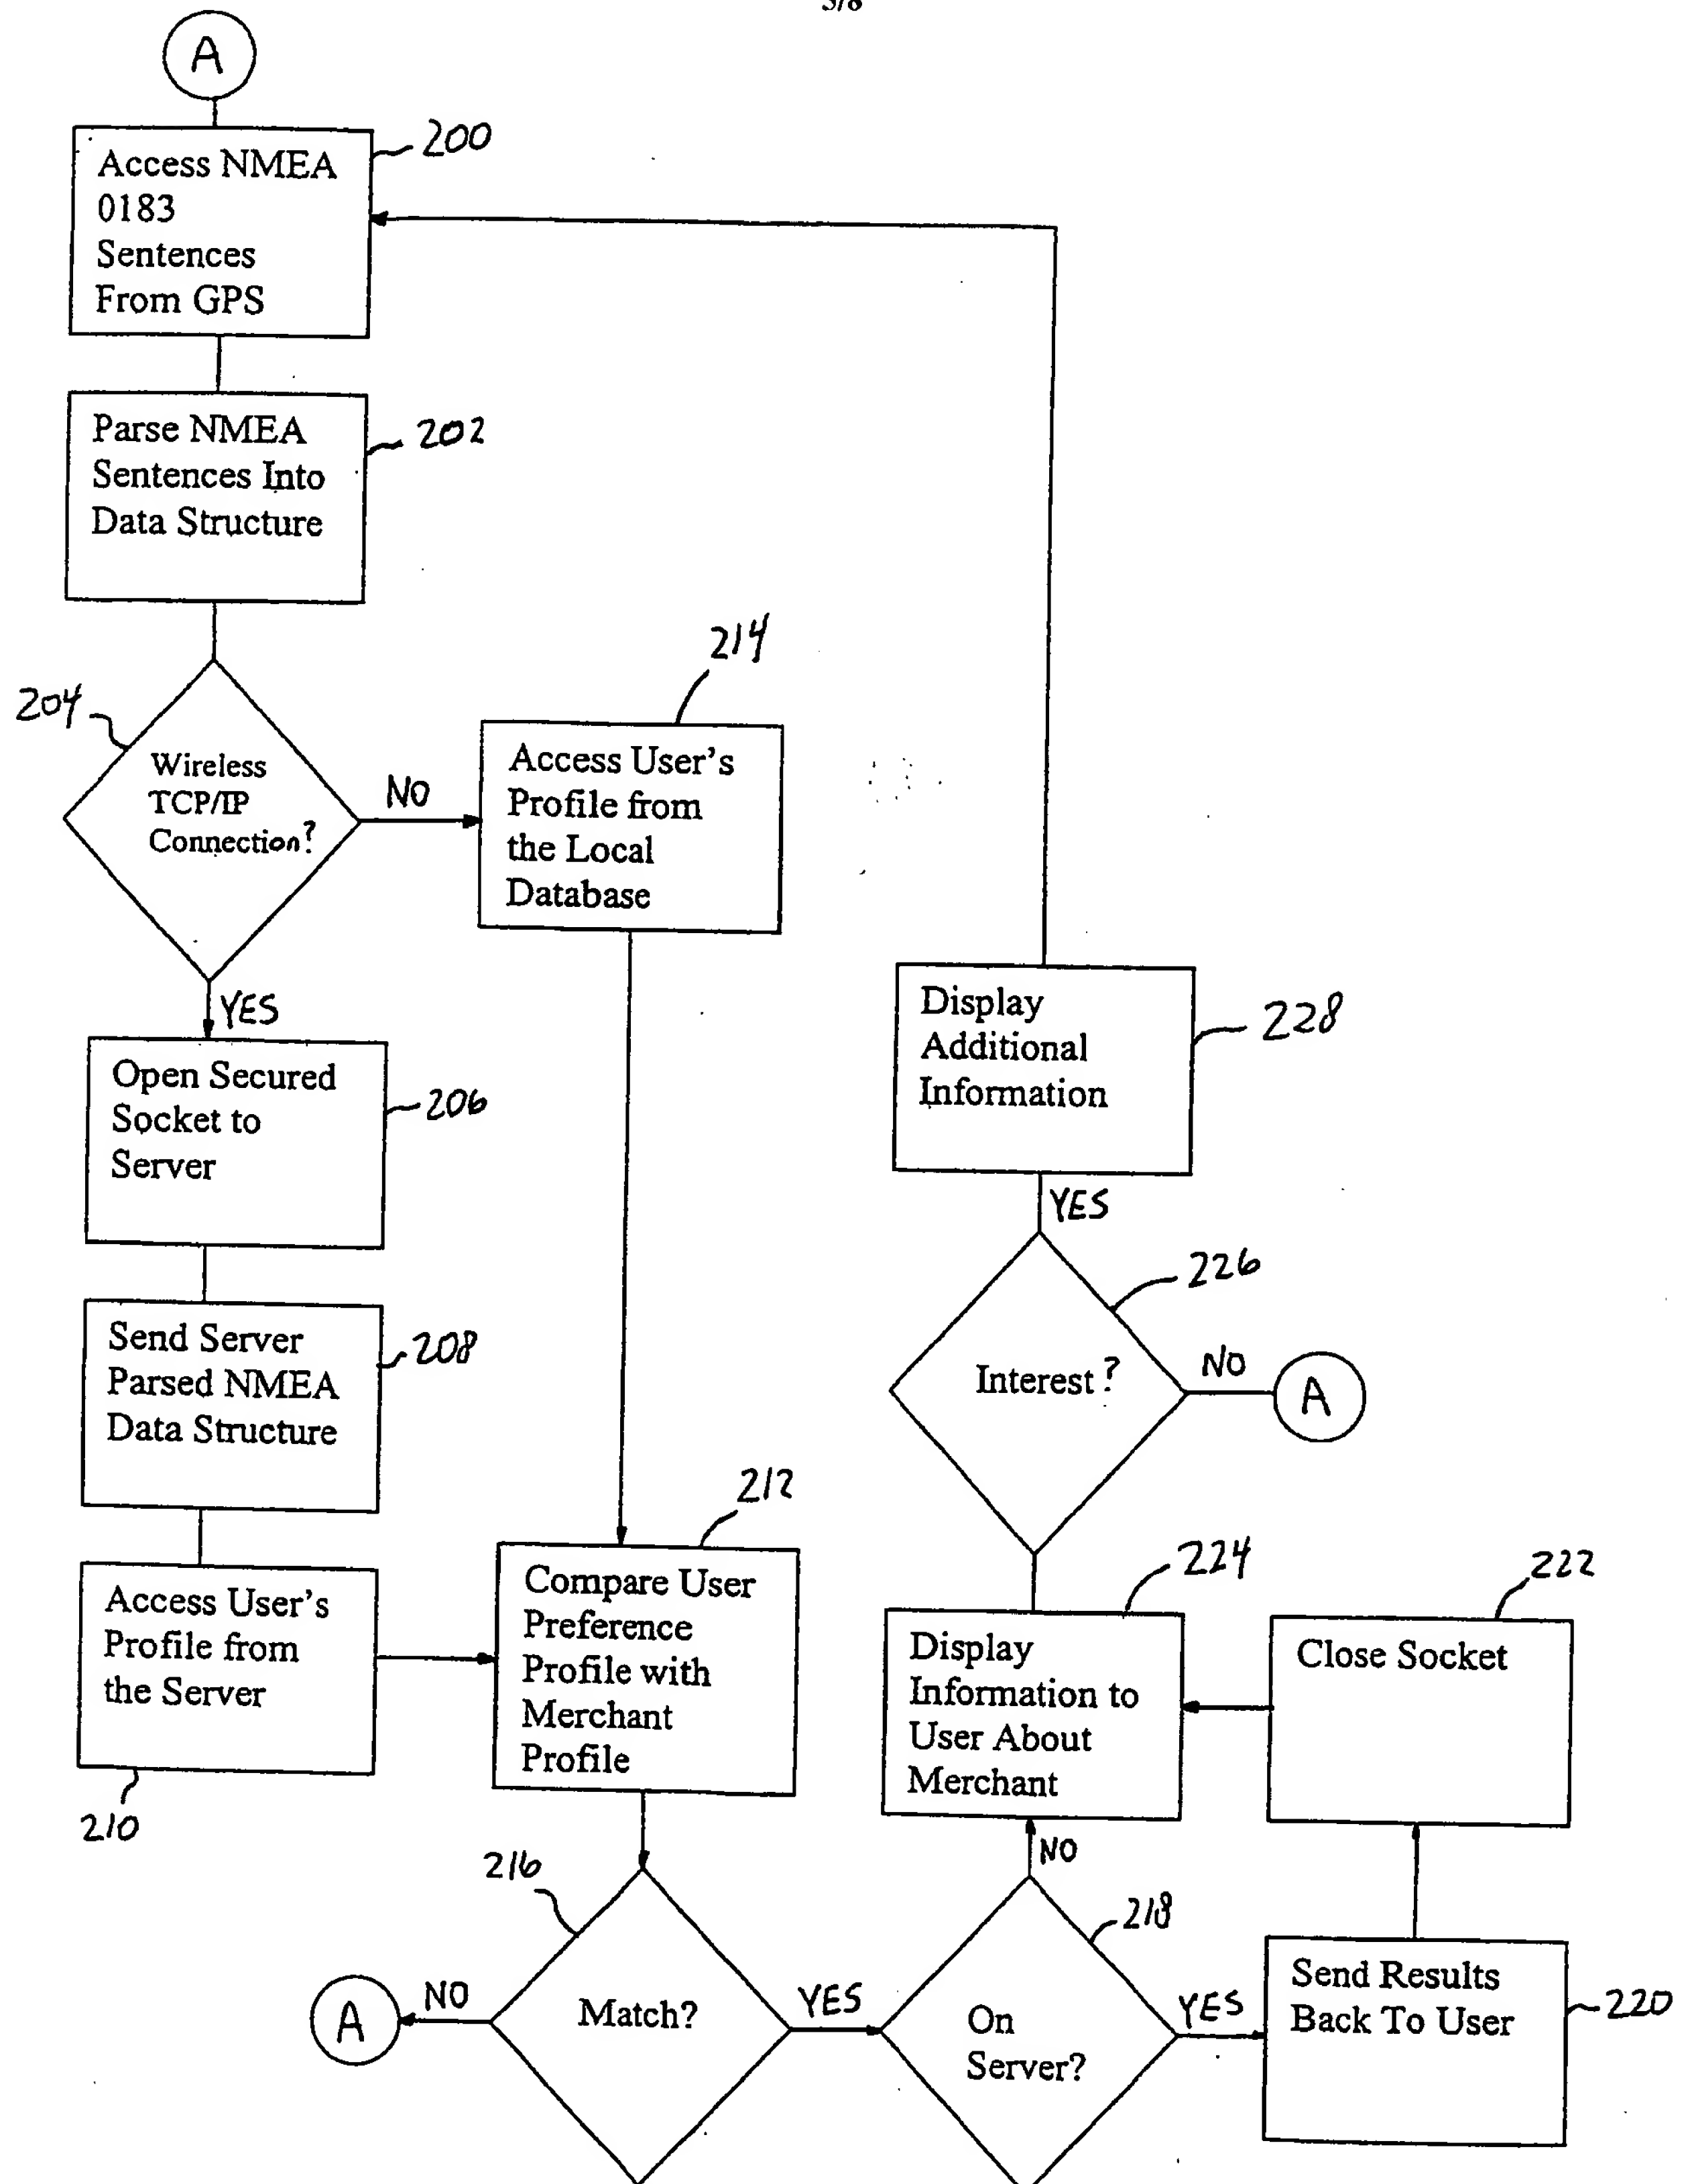 A
Access NMEA
0183
Sentences
From GPS
200
Parse NMEA
Sentences Into
Data Structure
202
204
Wireless
TCP/IP
Connection?
NO
214
Access User's
Profile from
the Local
Database
YES
Open Secured
Socket to
Server
206
Send Server
Parsed NMEA
Data Structure
208
Access User's
Profile from
the Server
210
212
Compare User
Preference
Profile with
Merchant
Profile
216
Match?
NO
A
YES
218
On
Server?
YES
Send Results
Back To User
220
222
Close Socket
NO
224
Display
Information to
User About
Merchant
226
Interest?
NO
A
YES
Display
Additional
Information
228